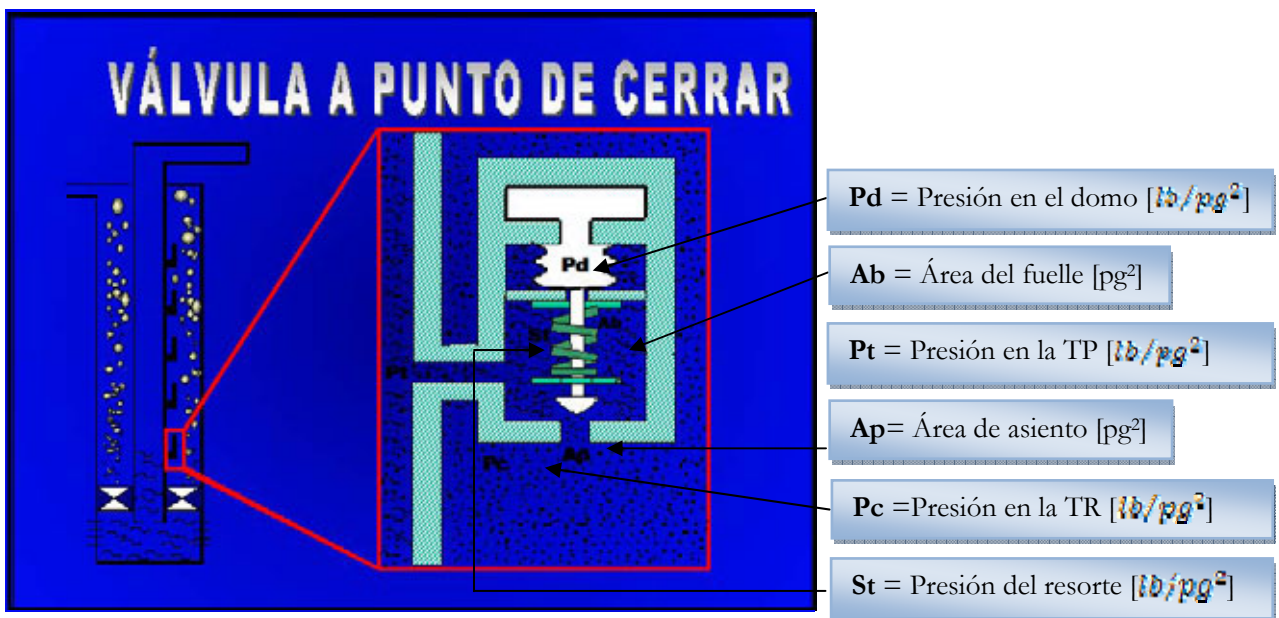 VÁLVULA A PUNTO DE CERRAR
Pd
Ab
St
Pt
Pc
Ap
Pd = Presión en el domo [lb/pg²]
Ab = Área del fuelle [pg²]
Pt = Presión en la TP [lb/pg²]
Ap= Área de asiento [pg²]
Pc =Presión en la TR [lb/pg²]
St = Presión del resorte [lb/pg²]